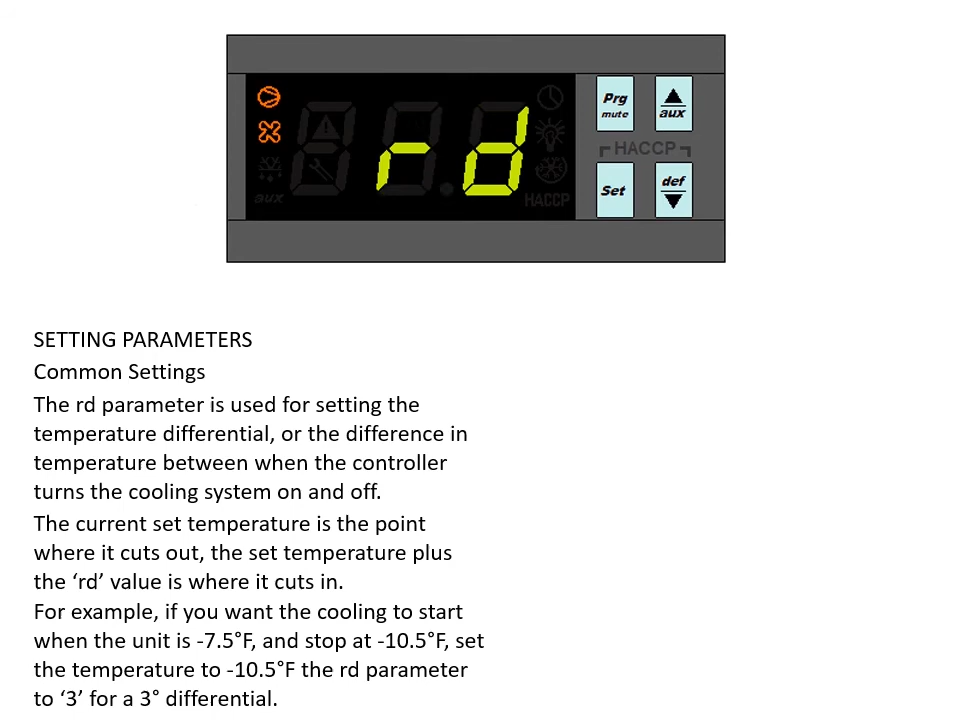 rd
Prg
mute
aux
HACCP
Set
def
aux
HACCP
SETTING PARAMETERS
Common Settings
The rd parameter is used for setting the
temperature differential, or the difference in
temperature between when the controller
turns the cooling system on and off.
The current set temperature is the point
where it cuts out, the set temperature plus
the ‘rd’ value is where it cuts in.
For example, if you want the cooling to start
when the unit is -7.5°F, and stop at -10.5°F, set
the temperature to -10.5°F the rd parameter
to ‘3’ for a 3° differential.